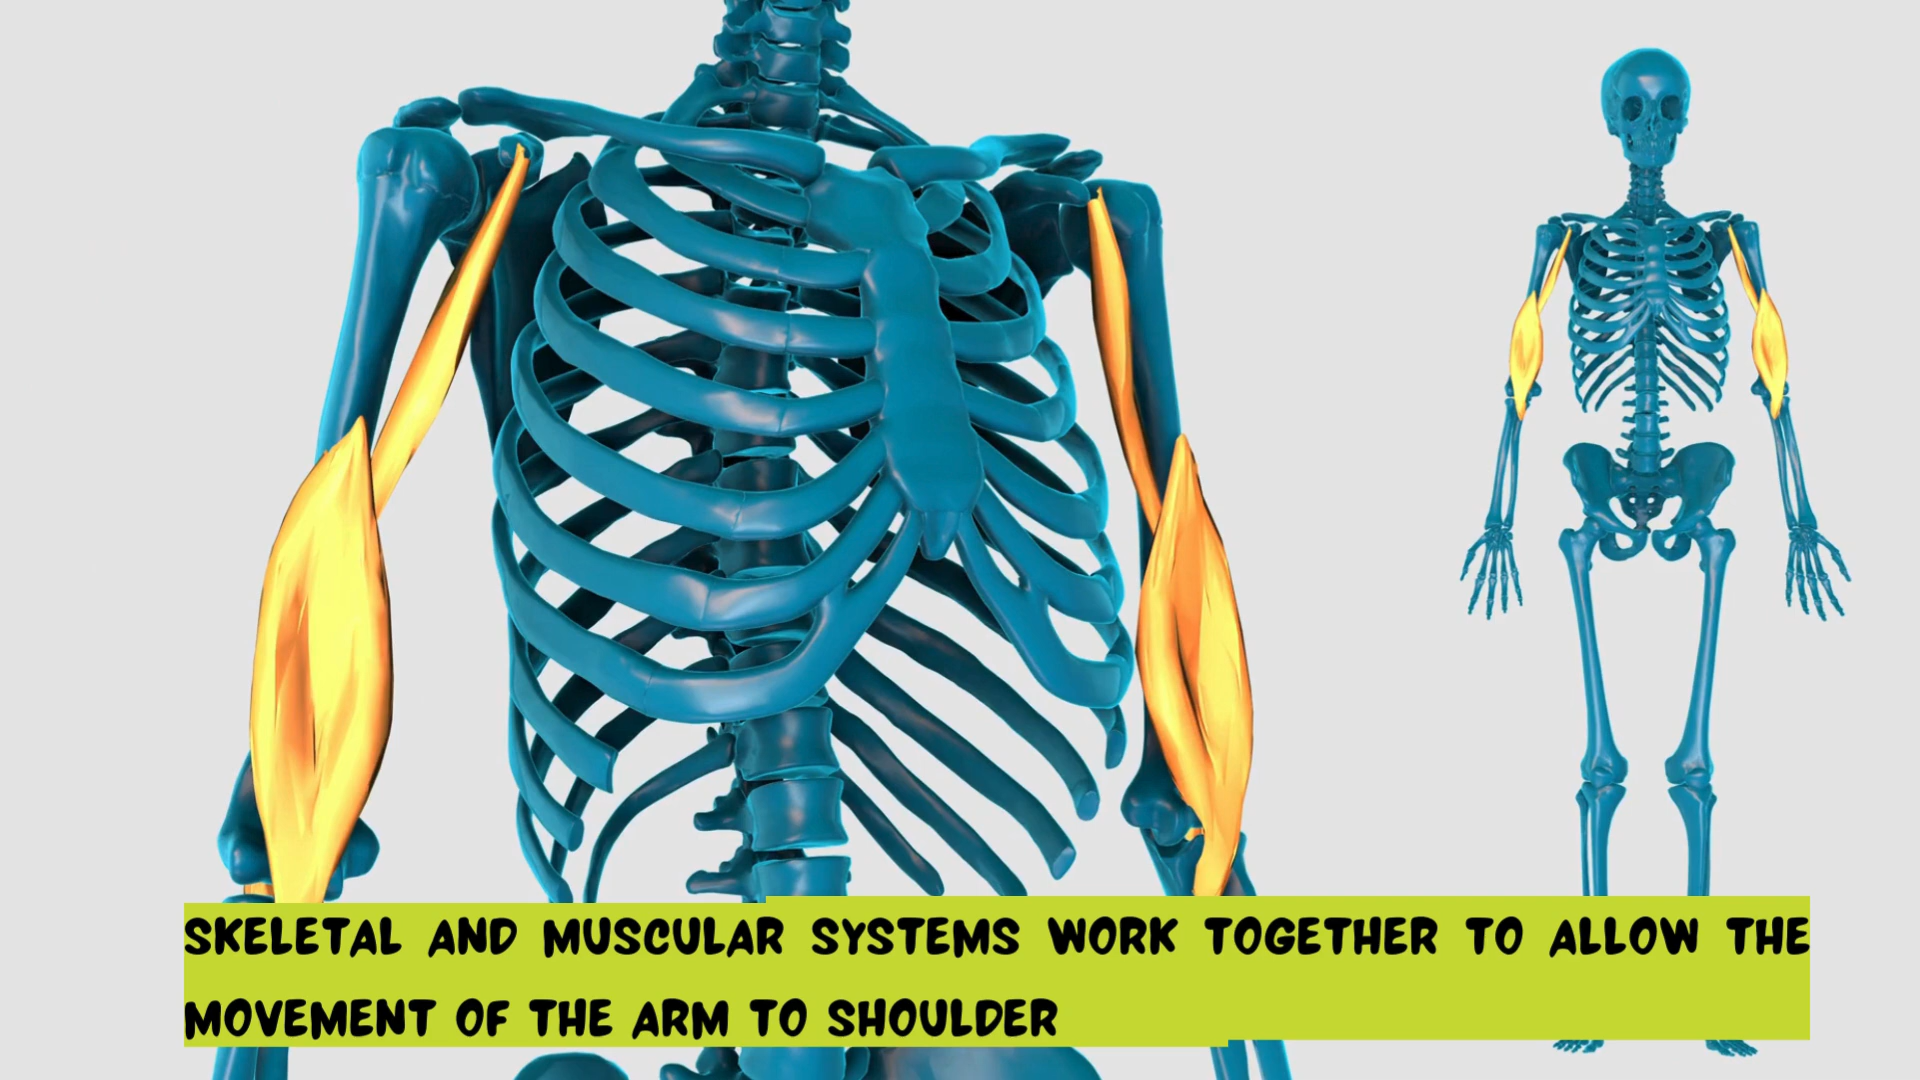 SKELETAL AND MUSCULAR SYSTEMS WORK TOGETHER TO ALLOW THE
MOVEMENT OF THE ARM TO SHOULDER